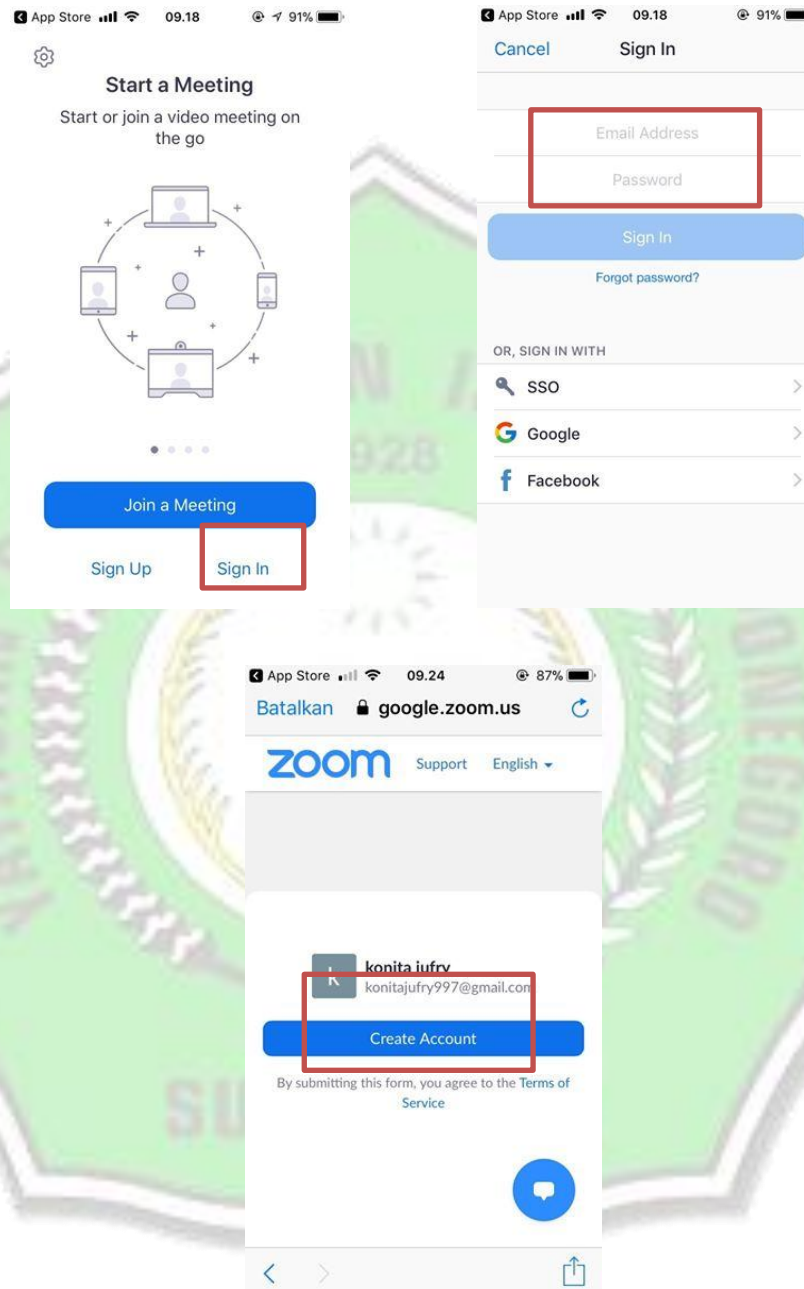 App Store 09.18 91%
Start a Meeting
Start or join a video meeting on
the go
Join a Meeting
Sign Up Sign In
App Store 09.18 91%
Cancel Sign In
Email Address
Password
Sign In
Forgot password?
OR, SIGN IN WITH
SSO
Google
Facebook
928
App Store 09.24 87%
Batalkan google.zoom.us
zoom Support English
k
konita jufry
konitajufry997@gmail.com
Create Account
By submitting this form, you agree to the Terms of
Service